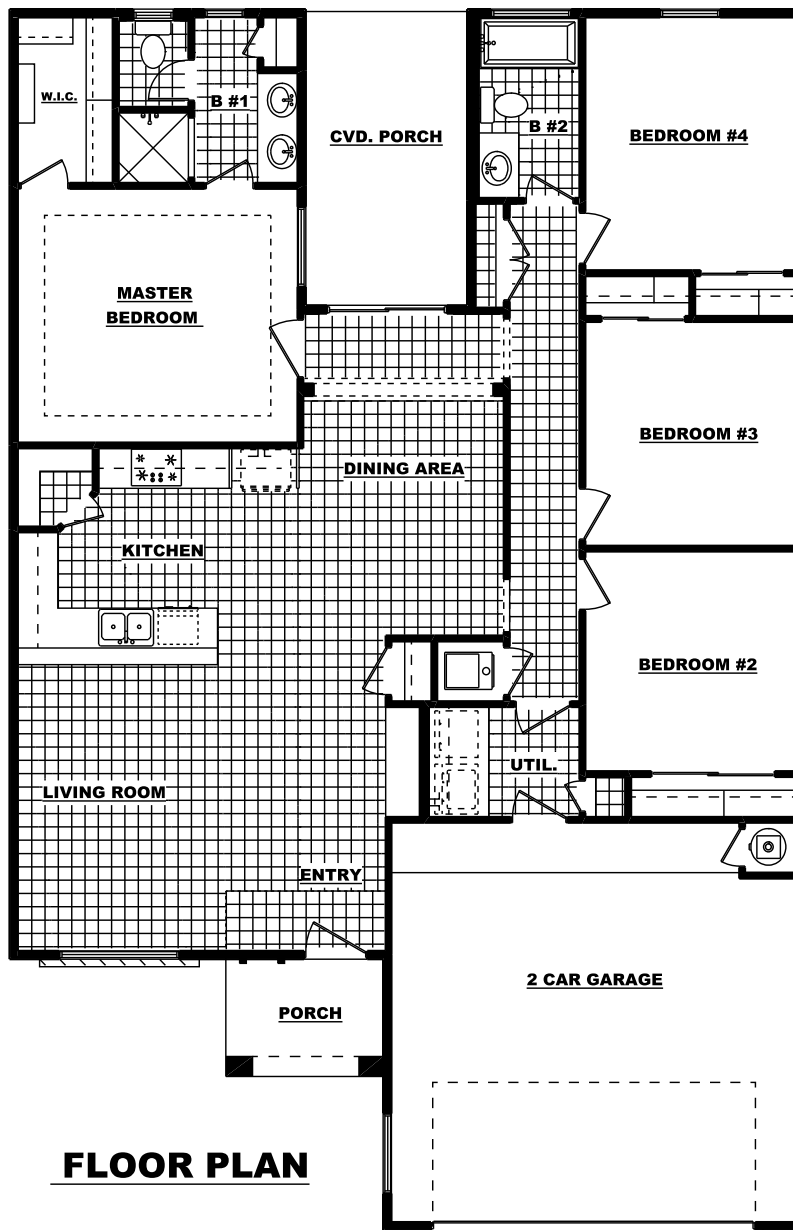 W.I.C.
B #1
CVD. PORCH
B #2
BEDROOM #4
MASTER
BEDROOM
BEDROOM #3
DINING AREA
KITCHEN
BEDROOM #2
UTIL.
LIVING ROOM
ENTRY
2 CAR GARAGE
PORCH
FLOOR PLAN